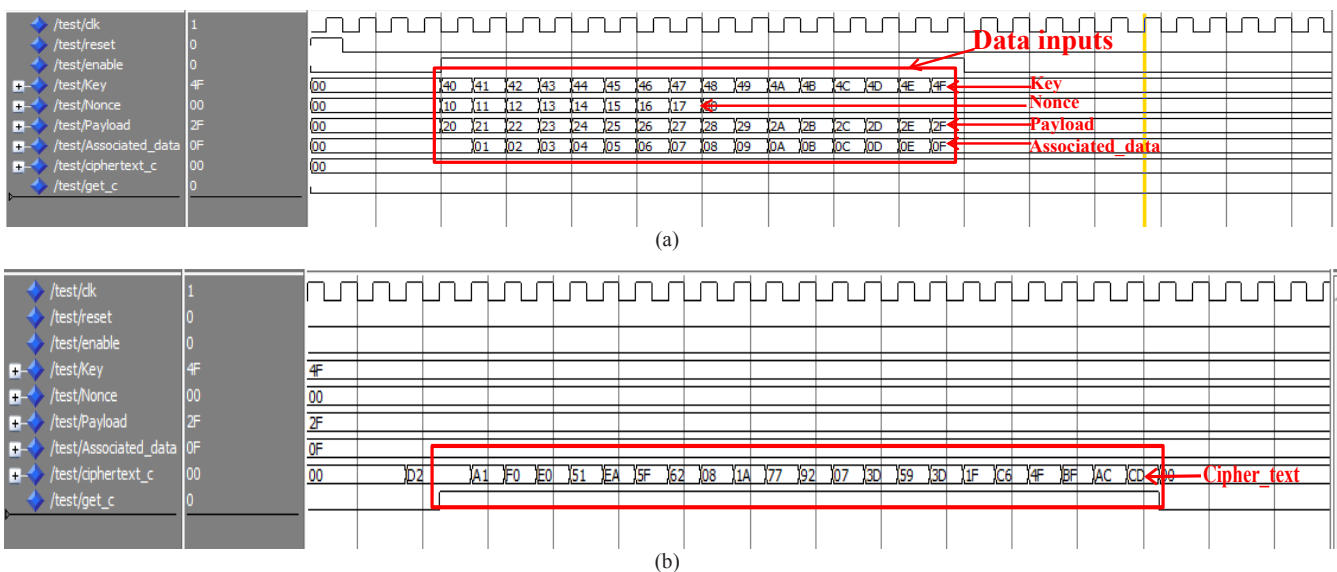 /test/clk 1
/test/reset 0
/test/enable 0
Data inputs
/test/Key 4F 00 40 41 42 43 44 45 46 47 48 49 4A 4B 4C 4D 4E 4F Key
/test/Nonce 00 00 10 11 12 13 14 15 16 17 Nonce
/test/Payload 2F 00 20 21 22 23 24 25 26 27 28 29 2A 2B 2C 2D 2E 2F Payload
/test/Associated_data 0F 00 01 02 03 04 05 06 07 08 09 0A 0B 0C 0D 0E 0F Associated_data
/test/ciphertext_c 00 00
/test/get_c 0
(a)
/test/clk 1
/test/reset 0
/test/enable 0
/test/Key 4F 4F
/test/Nonce 00 00
/test/Payload 2F 2F
/test/Associated_data 0F 0F
/test/ciphertext_c 00 00 D2 A1 F0 E0 51 EA 5F 62 08 1A 77 92 07 3D 59 3D 1F C6 4F BF AC CD 00 Cipher_text
/test/get_c 0
(b)